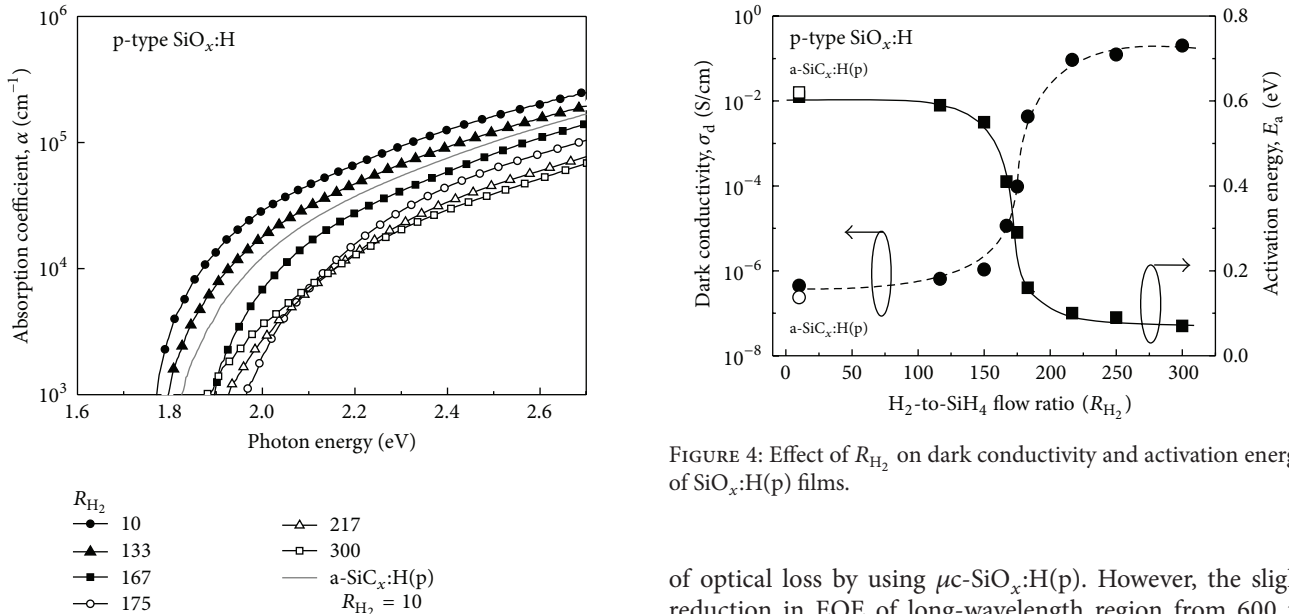 10⁶
10⁵
10⁴
10³
Absorption coefficient, α (cm⁻¹)
p-type SiOₓ:H
1.6
1.8
2.0
2.2
2.4
2.6
Photon energy (eV)
R_H₂
10
133
167
175
217
300
a-SiCₓ:H(p)
R_H₂ = 10
10⁰
10⁻²
10⁻⁴
10⁻⁶
10⁻⁸
Dark conductivity, σ_d (S/cm)
p-type SiOₓ:H
a-SiCₓ:H(p)
a-SiCₓ:H(p)
0.8
0.6
0.4
0.2
0.0
Activation energy, E_a (eV)
0
50
100
150
200
250
300
H₂-to-SiH₄ flow ratio (R_H₂)
Figure 4: Effect of R_H₂ on dark conductivity and activation energ
of SiOₓ:H(p) films.
of optical loss by using μc-SiOₓ:H(p). However, the sligh
reduction in EQE of long-wavelength region from 600